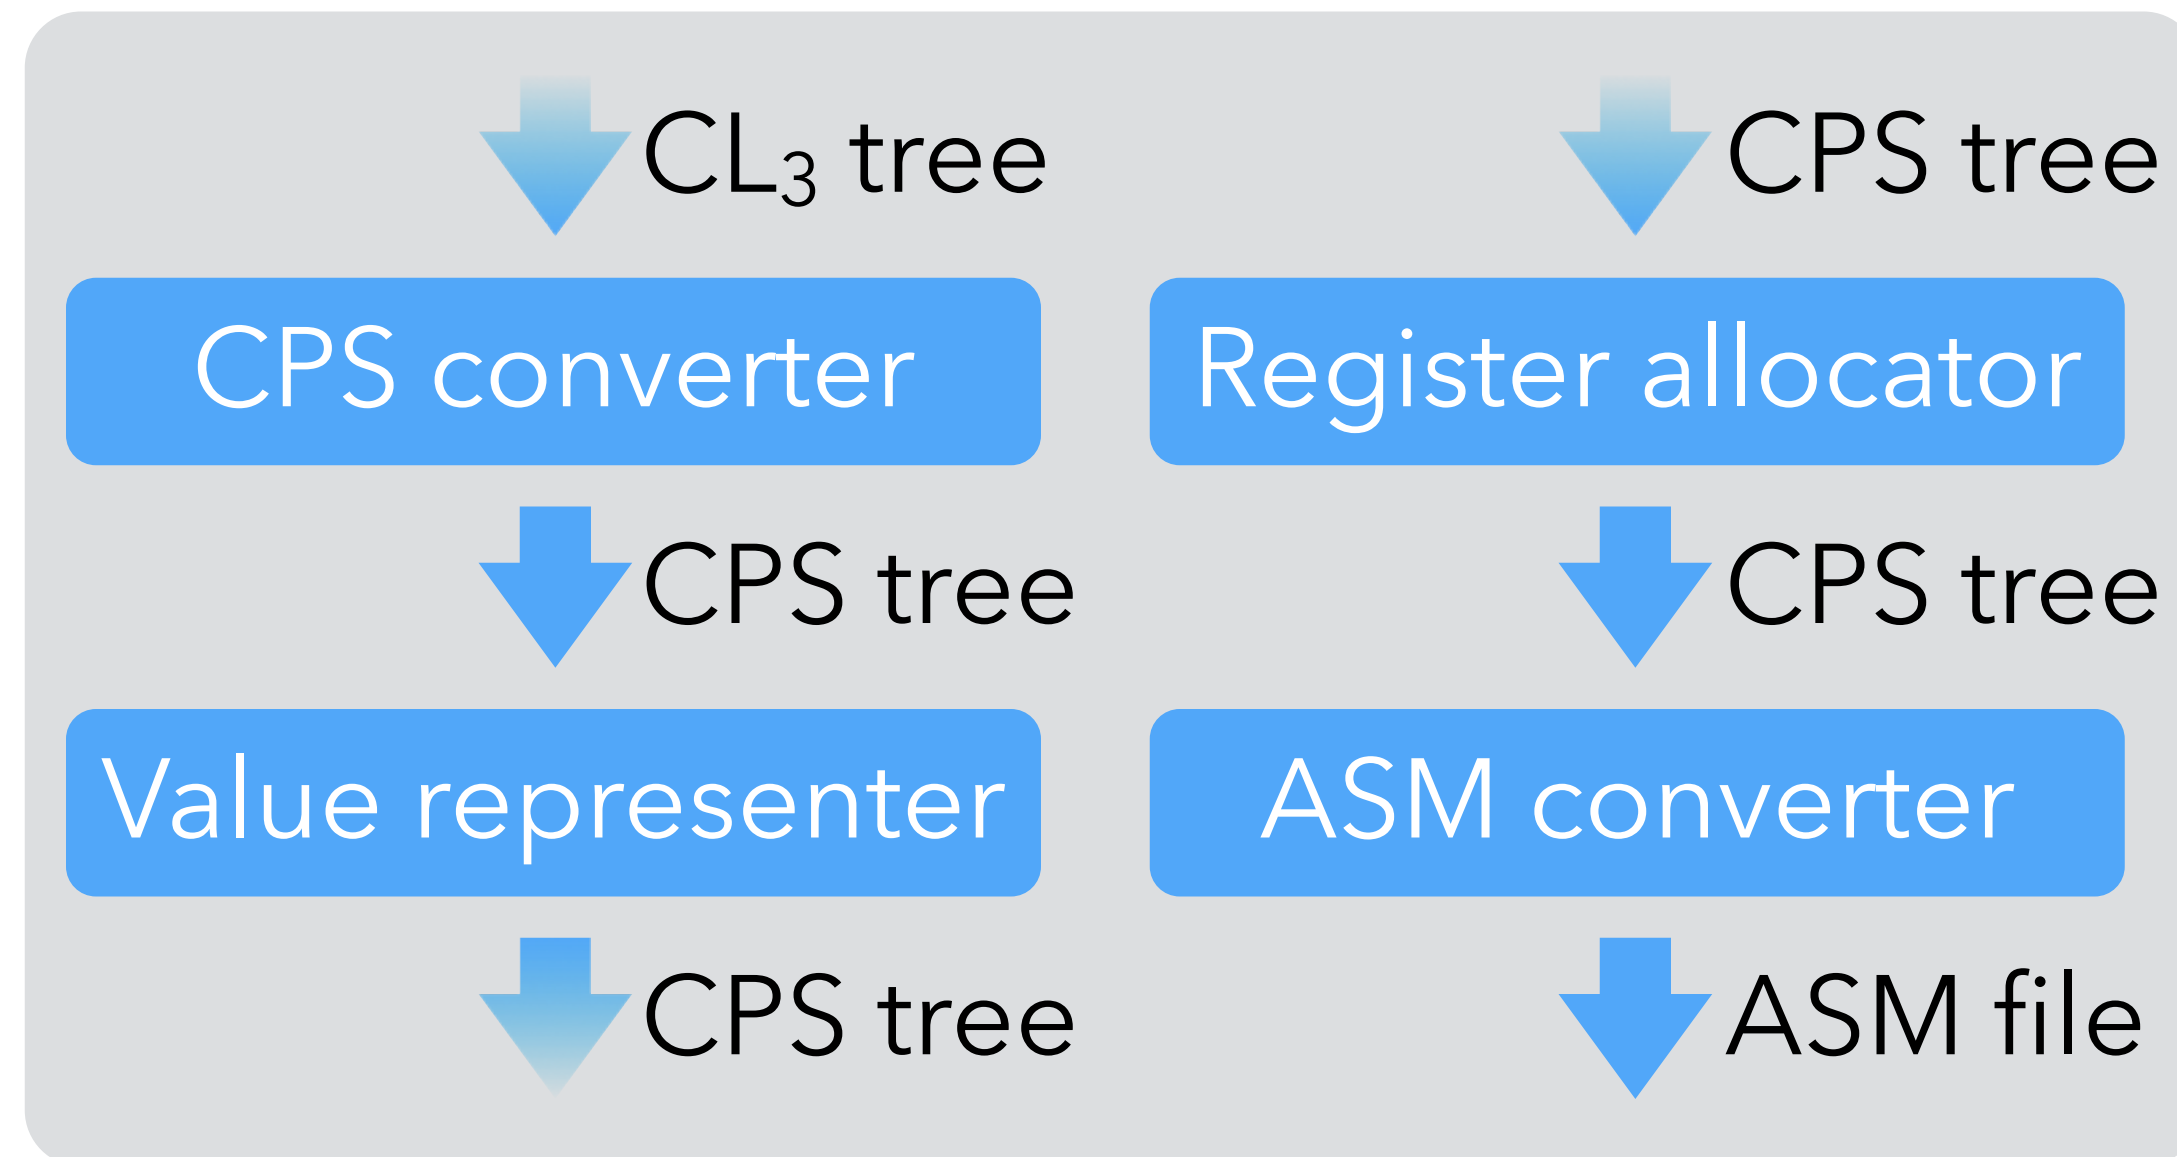 CL₃ tree
CPS converter
CPS tree
Value representer
CPS tree
CPS tree
Register allocator
CPS tree
ASM converter
ASM file